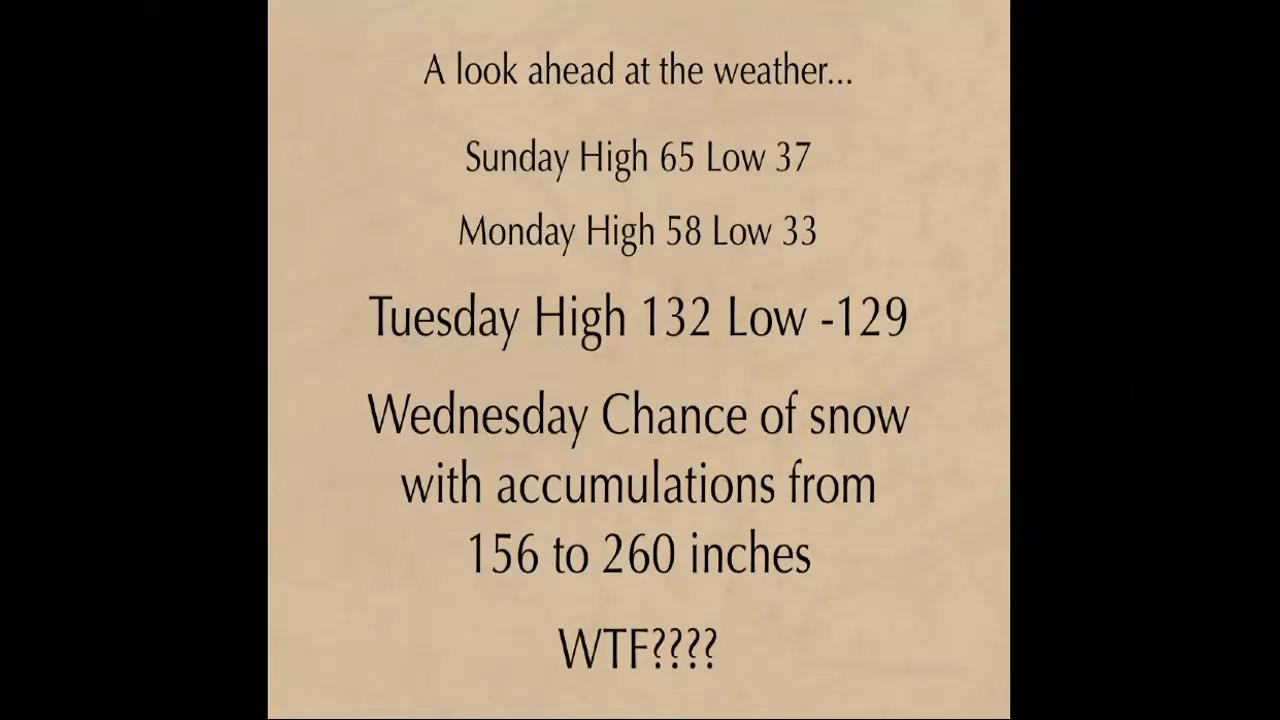 A look ahead at the weather...
Sunday High 65 Low 37
Monday High 58 Low 33
Tuesday High 132 Low -129
Wednesday Chance of snow
with accumulations from
156 to 260 inches
WTF????